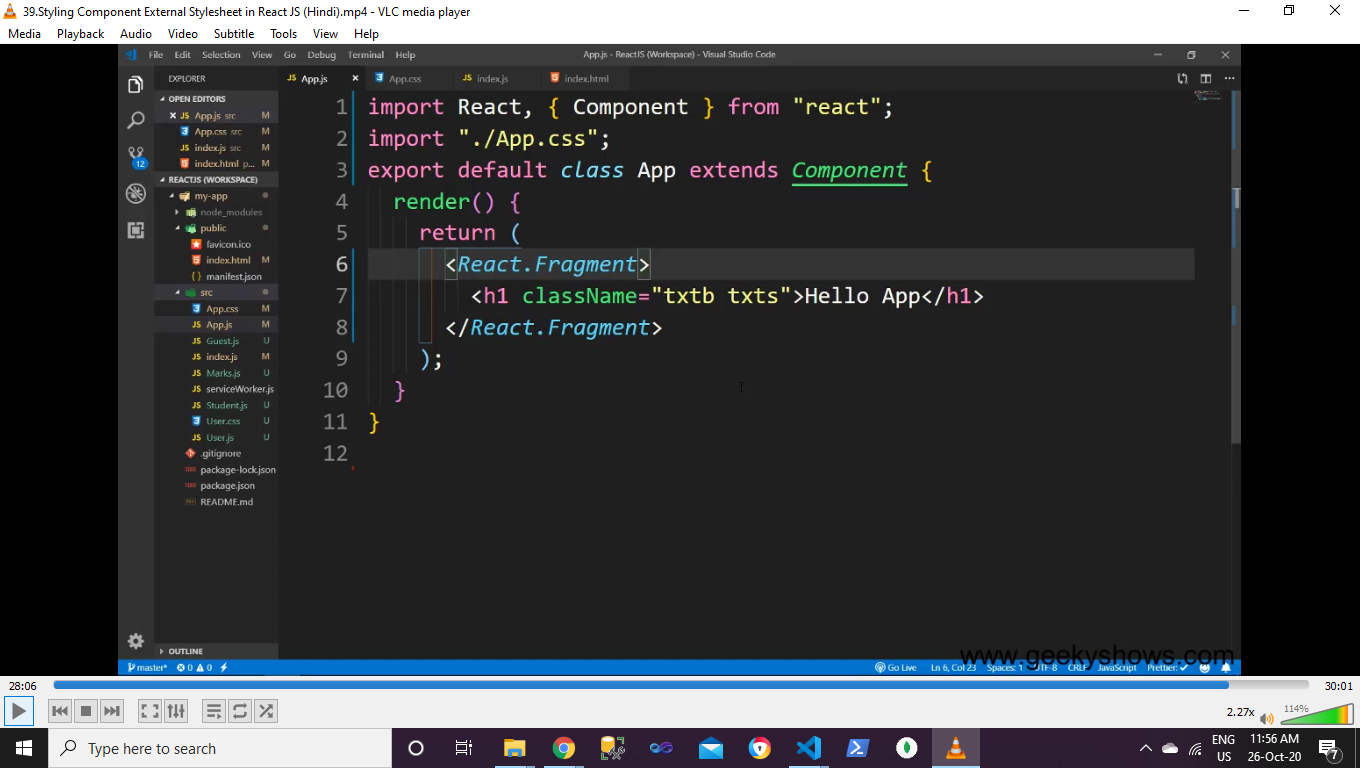 39.Styling Component External Stylesheet in React JS (Hindi).mp4 - VLC media player
Media Playback Audio Video Subtitle Tools View Help
File Edit Selection View Go Debug Terminal Help
App.js - ReactJS (Workspace) - Visual Studio Code
EXPLORER
OPEN EDITORS
App.js src M
App.css src M
index.js src M
index.html p... M
REACTJS (WORKSPACE)
my-app
node_modules
public
favicon.ico
index.html M
manifest.json
src
App.css M
App.js M
Guest.js U
index.js M
Marks.js U
serviceWorker.js
Student.js U
User.css U
User.js U
.gitignore
package-lock.json
package.json
README.md
OUTLINE
12
App.js App.css index.js index.html
1 import React, { Component } from "react";
2 import "./App.css";
3 export default class App extends Component {
4 render() {
5 return (
6 <React.Fragment>
7 <h1 className="txtb txts">Hello App</h1>
8 </React.Fragment>
9 );
10 }
11 }
12
www.geekyshows.com
master* 0 0 Go Live Ln 6, Col 23 Spaces: 1 UTF-8 CRLF JavaScript Prettier: ✓
28:06 30:01
2.27x 114%
Type here to search
ENG
US
11:56 AM
26-Oct-20
7